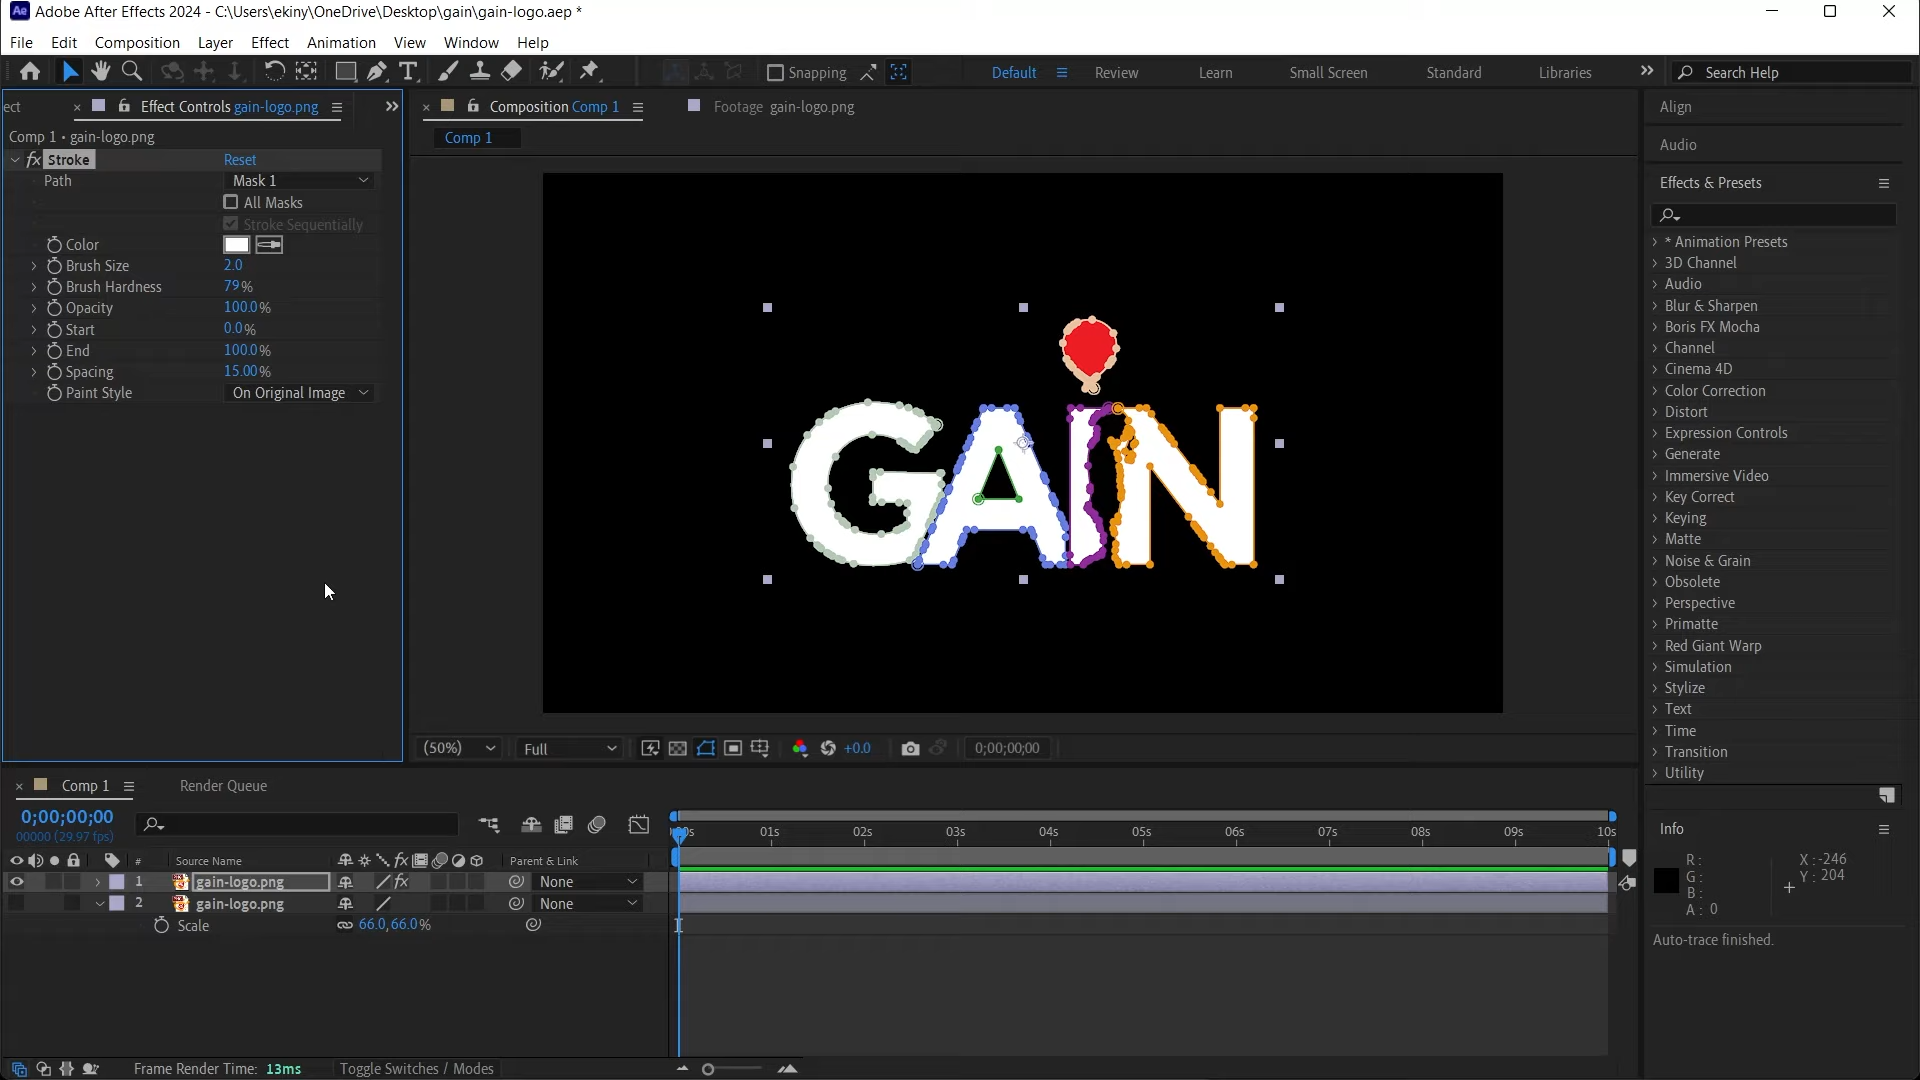 Adobe After Effects 2024 - C:\Users\ekiny\OneDrive\Desktop\gain\gain-logo.aep *
File Edit Composition Layer Effect Animation View Window Help
Snapping Default Review Learn Small Screen Standard Libraries Search Help
ect Effect Controls gain-logo.png
Composition Comp 1 Footage gain-logo.png
Comp 1 • gain-logo.png
Comp 1
fx Stroke Reset
Path Mask 1
All Masks
Stroke Sequentially
Color
Brush Size 2.0
Brush Hardness 79%
Opacity 100.0%
Start 0.0%
End 100.0%
Spacing 15.00%
Paint Style On Original Image
GAIN
(50%) Full +0.0 0;00;00;00
Align
Audio
Effects & Presets
* Animation Presets
3D Channel
Audio
Blur & Sharpen
Boris FX Mocha
Channel
Cinema 4D
Color Correction
Distort
Expression Controls
Generate
Immersive Video
Key Correct
Keying
Matte
Noise & Grain
Obsolete
Perspective
Primatte
Red Giant Warp
Simulation
Stylize
Text
Time
Transition
Utility
Info
R:
G:
B:
A: 0
X:-246
Y: 204
Auto-trace finished.
Comp 1 Render Queue
0;00;00;00
00000 (29.97 fps)
01s 02s 03s 04s 05s 06s 07s 08s 09s 10s
# Source Name Parent & Link
1 gain-logo.png fx None
2 gain-logo.png None
Scale 66.0,66.0%
Frame Render Time: 13ms Toggle Switches / Modes